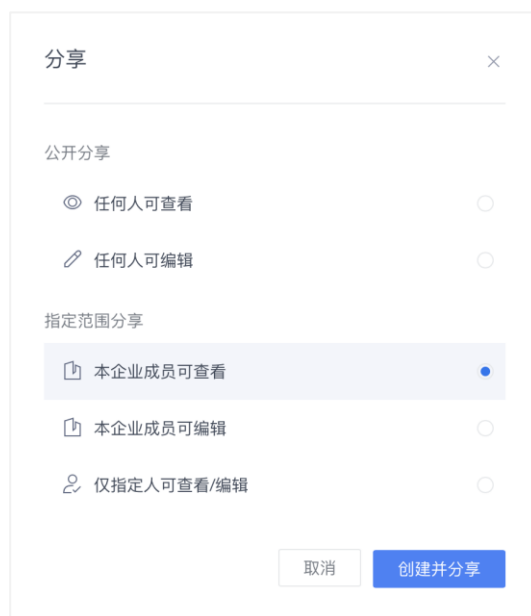 分享
公开分享
任何人可查看
任何人可编辑
指定范围分享
本企业成员可查看
本企业成员可编辑
仅指定人可查看/编辑
取消 创建并分享